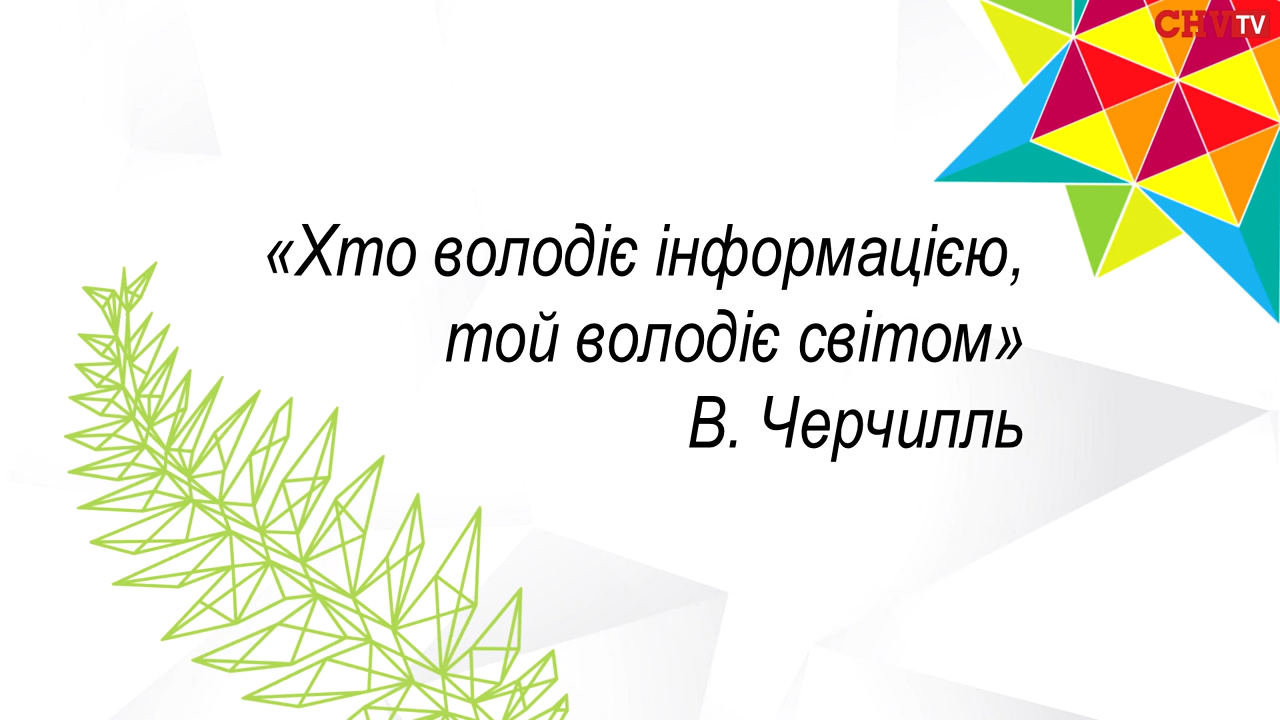 CHV TV
«Хто володіє інформацією,
той володіє світом»
В. Черчилль